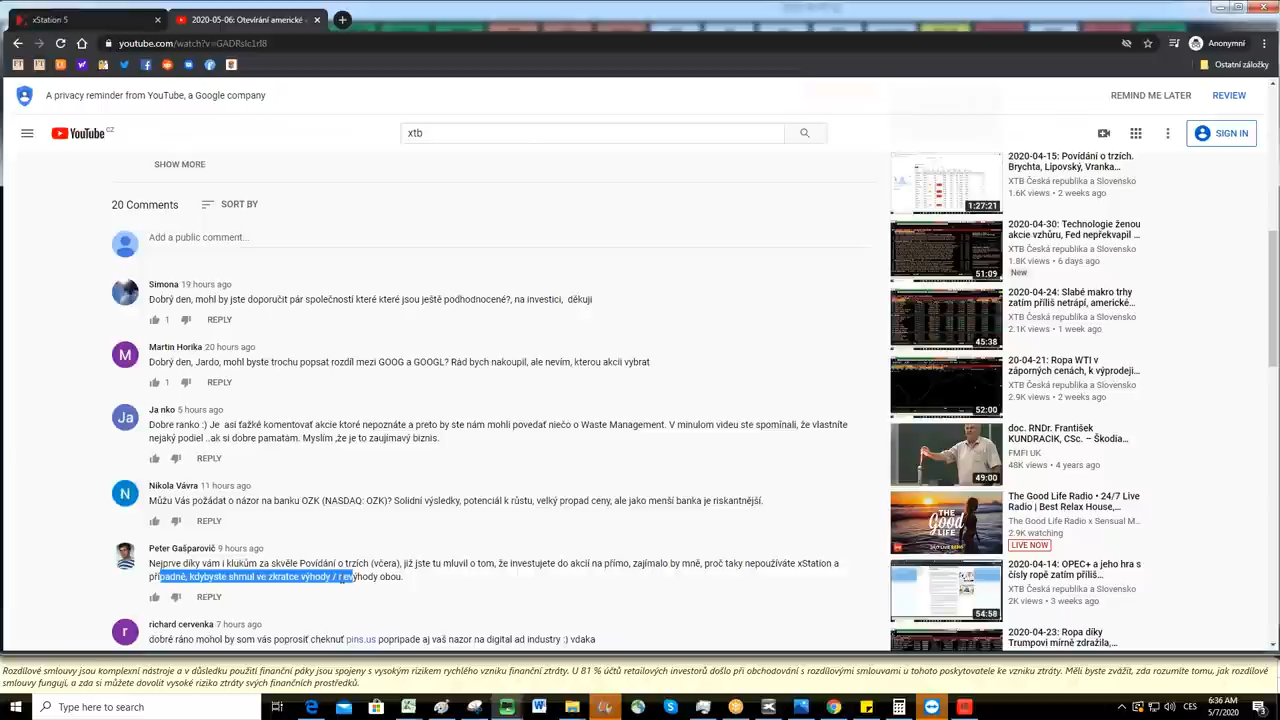 xStation 5
2020-05-06: Otevírání americké
youtube.com/watch?v=GADRsIc1rf8
Anonymní
Ostatní záložky
A privacy reminder from YouTube, a Google company
REMIND ME LATER
REVIEW
YouTube CZ
xtb
SIGN IN
SHOW MORE
20 Comments
SORT BY
Add a public comment...
Simona 19 hours ago
Dobrý den, mohl by jste doporučit pár společností které které jsou ještě podhodnocené?, na investici, děkuji
1 REPLY
Martin Horika 20 hours ago
Dobrý den Jardo, mohl byste tento týden popsat rozdíl mezi GOOG a GOOGL? Rad bych nakoupil, ale nevím, kterou akcii vybrat
1 REPLY
Ja nko 5 hours ago
Dobre ranko :) .. je asi ťažšie komentovať akcie ktoré nepoznáte a preto by ste nám mohli povedať niečo o Waste Management. V minulom videu ste spomínali, že vlastníte
nejaký podiel ..ak si dobre pamatám. Myslím ,že je to zaujímavý biznis.
REPLY
Nikola Vávra 11 hours ago
Můžu Vás požádat o názor na banku OZK (NASDAQ: OZK)? Solidní výsledky, potenciál k růstu, velký propad ceny, ale jako menší banka je riskantnější.
REPLY
Peter Gašparovič 9 hours ago
Nejprve díky vám i klukům za skvěle Povídání o trzích (včera), již jste tu mluvil o tom, že investujete do akcií na přímo, zajímalo by mě, proč taky nepoužíváte xStation a
případně, kdybyste shrnul ve zkratce výhody / nevýhody obou.
REPLY
richard cervenka 7 hours ago
dobré ráno mohol by som vás poprosiť cheknuť pins.us popripade aj vaš nazor na digital ad industry :) vdaka
1:27:21
2020-04-15: Povídání o trzích.
Brychta, Lipovský, Vranka...
XTB Česká republika a Slovensko
1.6K views • 2 weeks ago
51:09
2020-04-30: Technologie ženou
akcie vzhůru, Fed nepřekvapil ...
XTB Česká republika a Slovensko
1.8K views • 6 days ago
New
45:38
2020-04-24: Slabé makro trhy
zatím příliš netrápí, americké...
XTB Česká republika a Slovensko
2.1K views • 1 week ago
52:00
20-04-21: Ropa WTI v
záporných cenách, k výprodeji...
XTB Česká republika a Slovensko
2.9K views • 2 weeks ago
49:00
doc. RNDr. František
KUNDRACIK, CSc. – Škodia...
FMFI UK
48K views • 4 years ago
THE
GOOD
LIFE
The Good Life Radio • 24/7 Live
Radio | Best Relax House,...
The Good Life Radio x Sensual M...
2.9K watching
LIVE NOW
54:58
2020-04-14: OPEC+ a jeho hra s
čísly ropě zatím příliš...
XTB Česká republika a Slovensko
2K views • 3 weeks ago
2020-04-23: Ropa díky
Trumpovi mírně zdražila,...
Rozdílové smlouvy jsou komplexní nástroje a v důsledku použití finanční páky jsou spojeny s vysokým rizikem rychlého vzniku finanční ztráty. U 81 % účtů retailových investorů došlo při obchodování s rozdílovými smlouvami u tohoto poskytovatele ke vzniku ztráty. Měli byste zvážit, zda rozumíte tomu, jak rozdílové
smlouvy fungují, a zda si můžete dovolit vysoké riziko ztráty svých finančních prostředků.
Type here to search
CES
6:36 AM
5/7/2020